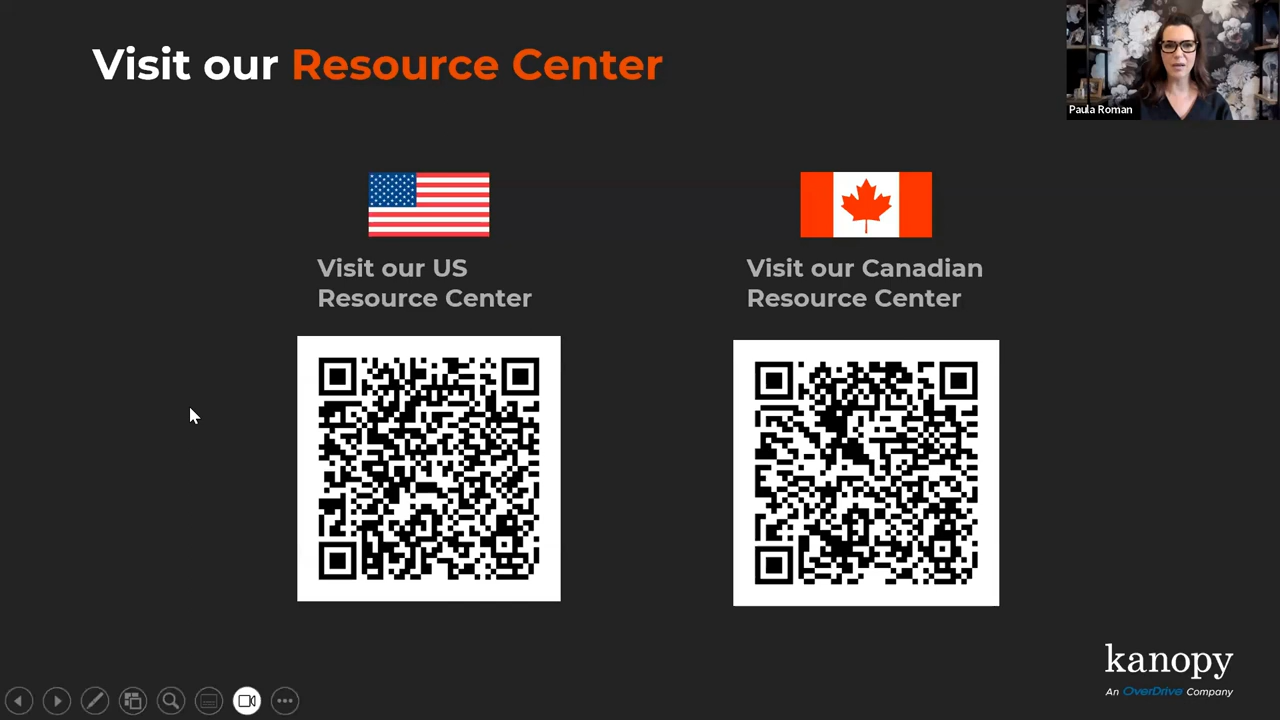 Visit our Resource Center
Paula Roman
Visit our US
Resource Center
Visit our Canadian
Resource Center
kanopy
An OverDrive Company